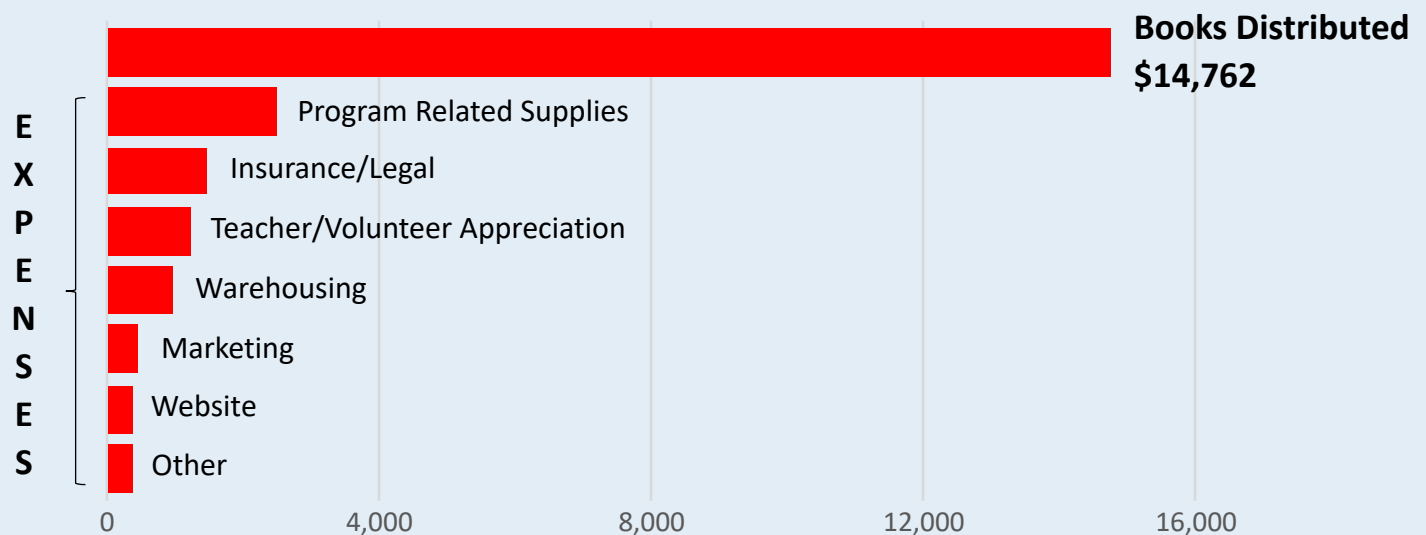 Books Distributed
$14,762
EXPENSES
Program Related Supplies
Insurance/Legal
Teacher/Volunteer Appreciation
Warehousing
Marketing
Website
Other
0 4,000 8,000 12,000 16,000